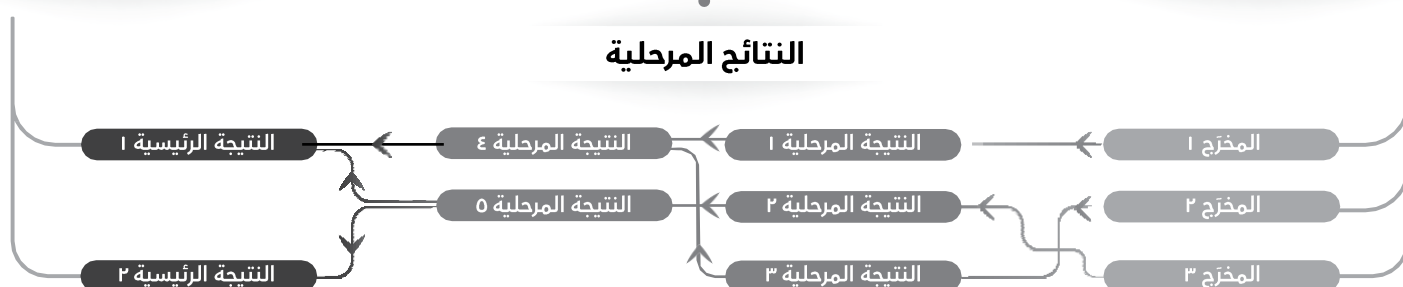 النتائج المرحلية
المخرَج ١
النتيجة المرحلية ١
النتيجة المرحلية ٤
النتيجة الرئيسية ١
المخرَج ٢
النتيجة المرحلية ٢
النتيجة المرحلية ٥
المخرَج ٣
النتيجة المرحلية ٣
النتيجة الرئيسية ٢